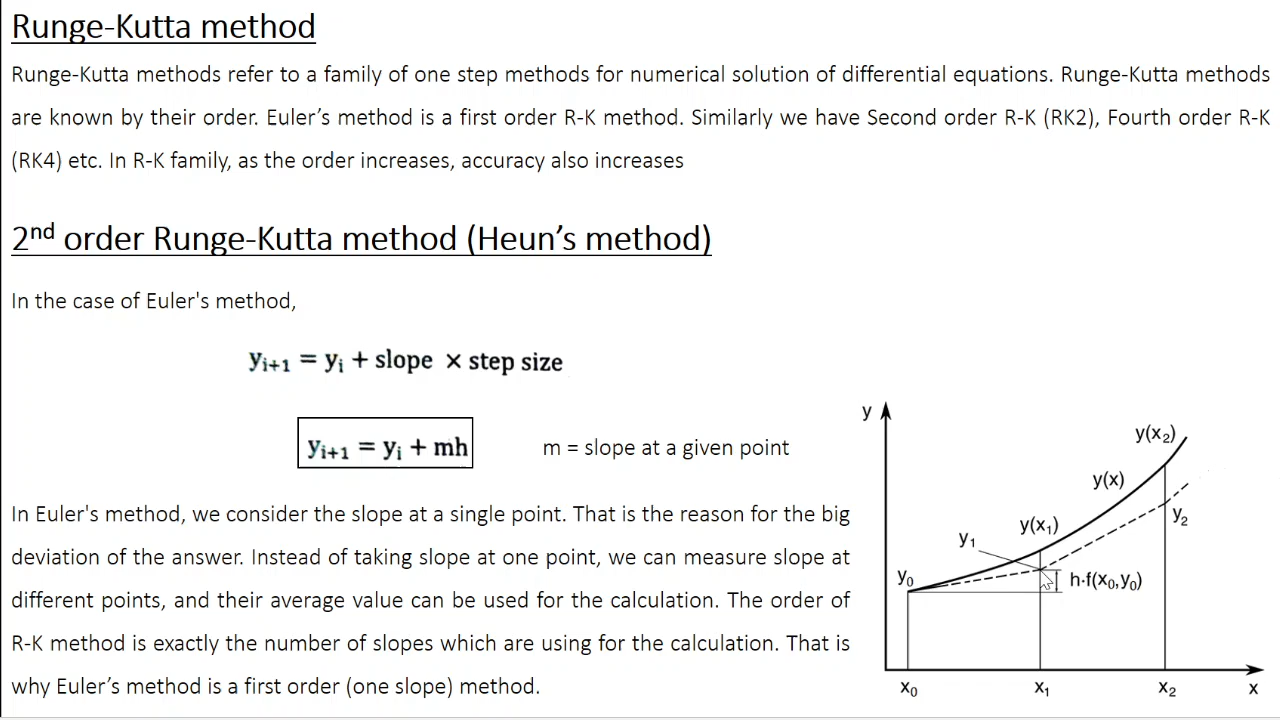 Runge-Kutta method
Runge-Kutta methods refer to a family of one step methods for numerical solution of differential equations. Runge-Kutta methods
are known by their order. Euler’s method is a first order R-K method. Similarly we have Second order R-K (RK2), Fourth order R-K
(RK4) etc. In R-K family, as the order increases, accuracy also increases
2nd order Runge-Kutta method (Heun’s method)
In the case of Euler's method,
yᵢ₊₁ = yᵢ + slope × step size
yᵢ₊₁ = yᵢ + mh
m = slope at a given point
In Euler's method, we consider the slope at a single point. That is the reason for the big
deviation of the answer. Instead of taking slope at one point, we can measure slope at
different points, and their average value can be used for the calculation. The order of
R-K method is exactly the number of slopes which are using for the calculation. That is
why Euler’s method is a first order (one slope) method.
y
y(x₂)
y(x)
y₂
y(x₁)
y₁
y₀
h·f(x₀,y₀)
x₀
x₁
x₂
x